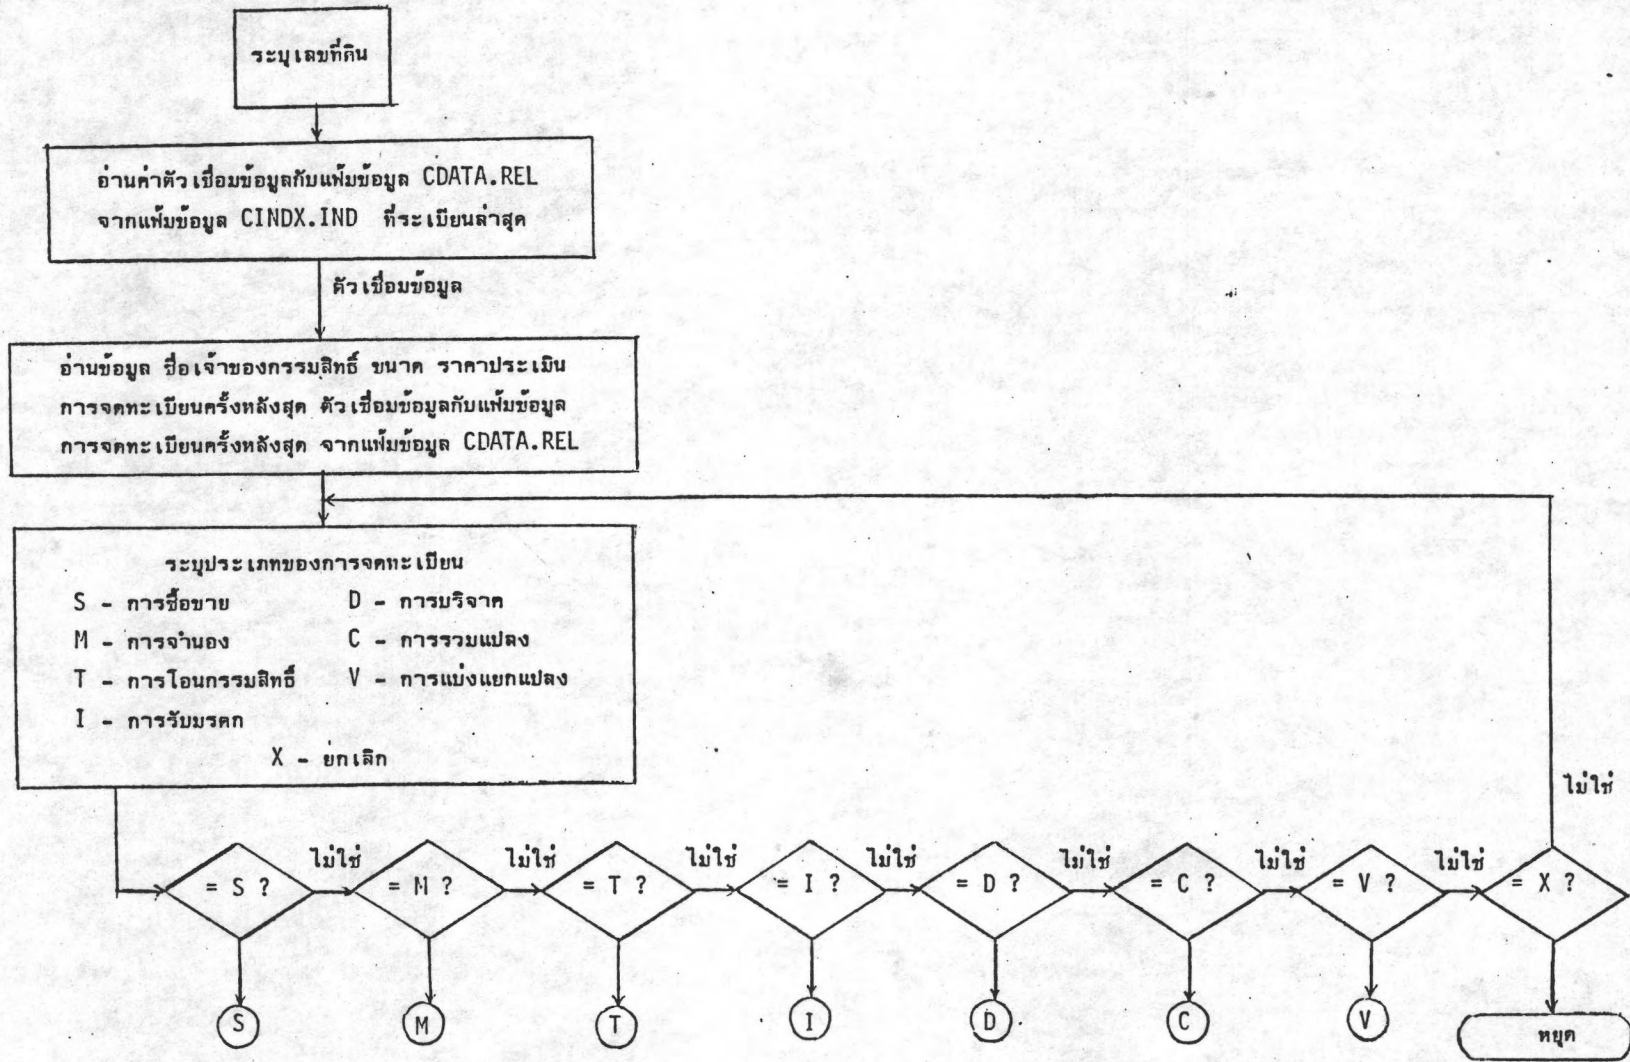 ระบุเลขที่ดิน
อ่านค่าตัวเชื่อมข้อมูลกับแฟ้มข้อมูล CDATA.REL
จากแฟ้มข้อมูล CINDX.IND ที่ระเบียนล่าสุด
ตัวเชื่อมข้อมูล
อ่านข้อมูล ชื่อเจ้าของกรรมสิทธิ์ ขนาด ราคาประเมิน
การจดทะเบียนครั้งหลังสุด ตัวเชื่อมข้อมูลกับแฟ้มข้อมูล
การจดทะเบียนครั้งหลังสุด จากแฟ้มข้อมูล CDATA.REL
ระบุประเภทของการจดทะเบียน
S - การซื้อขาย D - การบริจาค
M - การจำนอง C - การรวมแปลง
T - การโอนกรรมสิทธิ์ V - การแบ่งแยกแปลง
I - การรับมรดก
X - ยกเลิก
ไม่ใช่
ไม่ใช่ ไม่ใช่ ไม่ใช่ ไม่ใช่ ไม่ใช่ ไม่ใช่ ไม่ใช่
= S ? = M ? = T ? = I ? = D ? = C ? = V ? = X ?
S M T I D C V หยุด